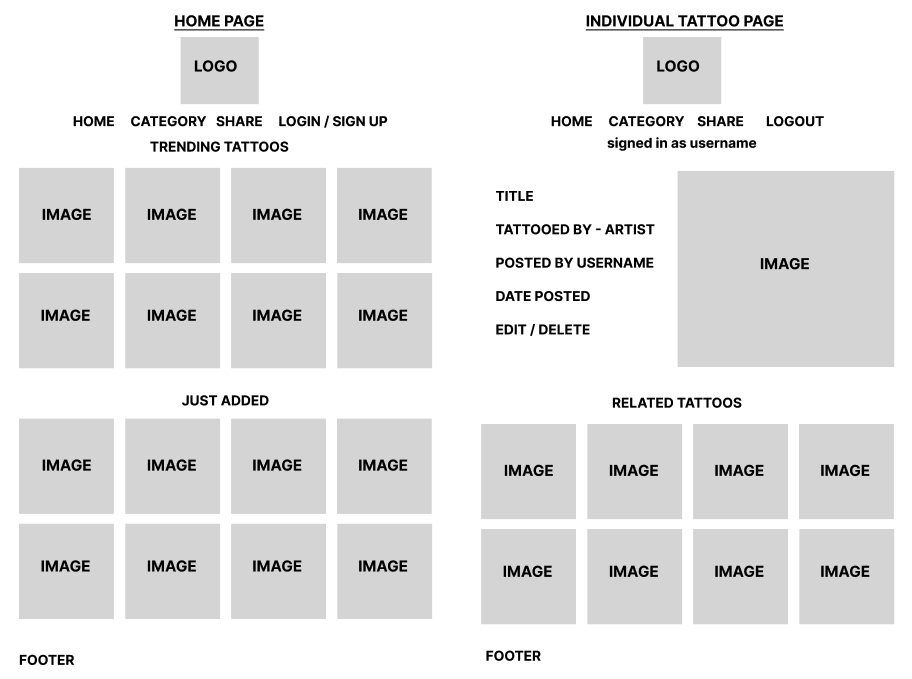 HOME PAGE
LOGO
HOME CATEGORY SHARE LOGIN / SIGN UP
TRENDING TATTOOS
IMAGE IMAGE IMAGE IMAGE
IMAGE IMAGE IMAGE IMAGE
JUST ADDED
IMAGE IMAGE IMAGE IMAGE
IMAGE IMAGE IMAGE IMAGE
FOOTER
INDIVIDUAL TATTOO PAGE
LOGO
HOME CATEGORY SHARE LOGOUT
signed in as username
TITLE
TATTOOED BY - ARTIST
POSTED BY USERNAME
DATE POSTED
EDIT / DELETE
IMAGE
RELATED TATTOOS
IMAGE IMAGE IMAGE IMAGE
IMAGE IMAGE IMAGE IMAGE
FOOTER